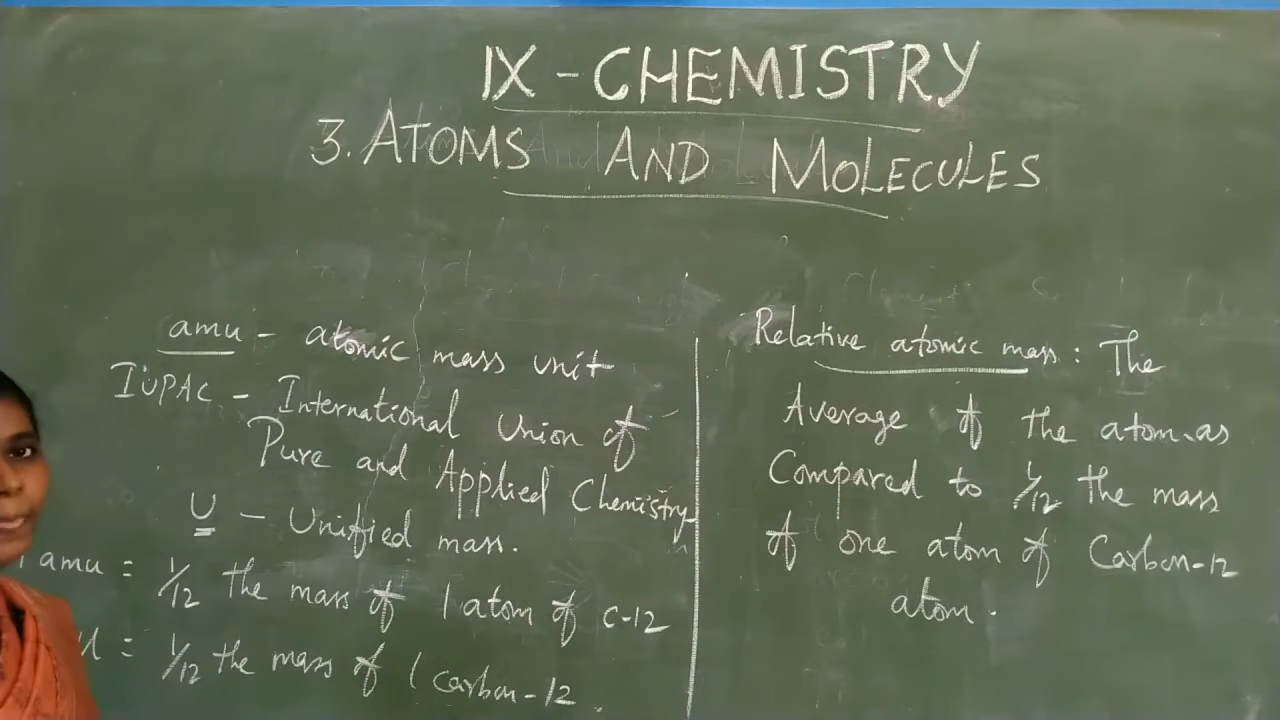 IX - CHEMISTRY
3. ATOMS AND MOLECULES
amu - atomic mass unit
IUPAC - International Union of
Pure and Applied Chemistry
U - Unified mass.
1 amu = 1/12 the mass of 1 atom of C-12
u = 1/12 the mass of 1 carbon-12.
Relative atomic mass : The
Average of the atom as
Compared to 1/12 the mass
of one atom of Carbon-12
atom.